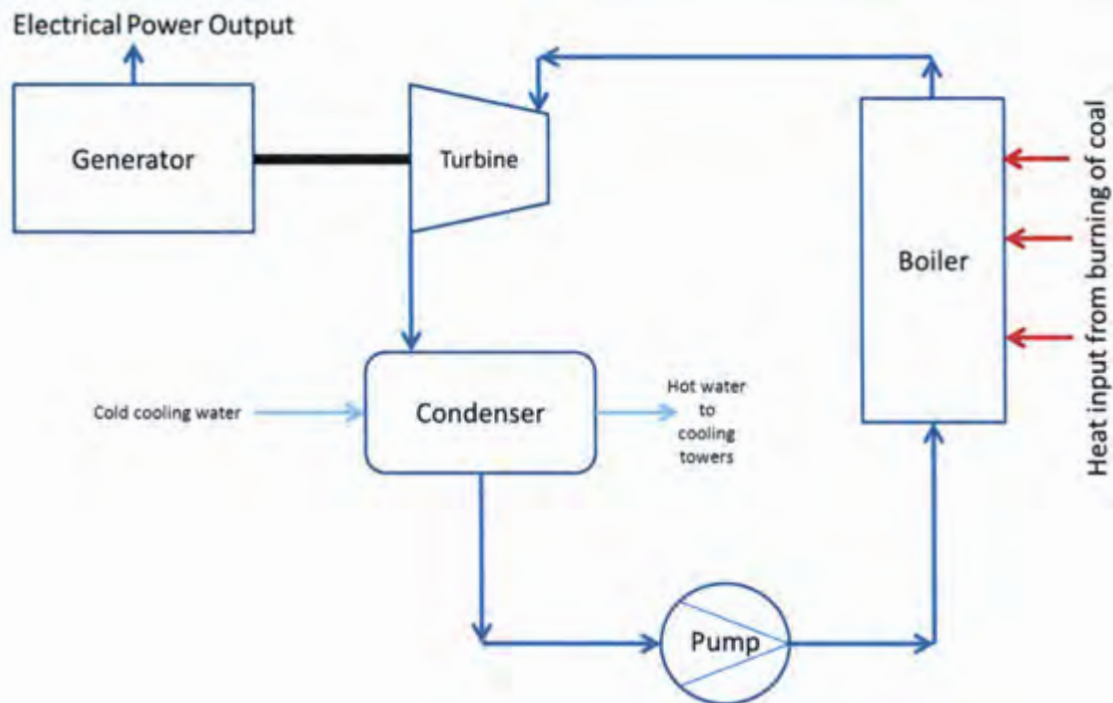 Electrical Power Output
Generator
Turbine
Boiler
Heat input from burning of coal
Cold cooling water
Condenser
Hot water
to
cooling
towers
Pump